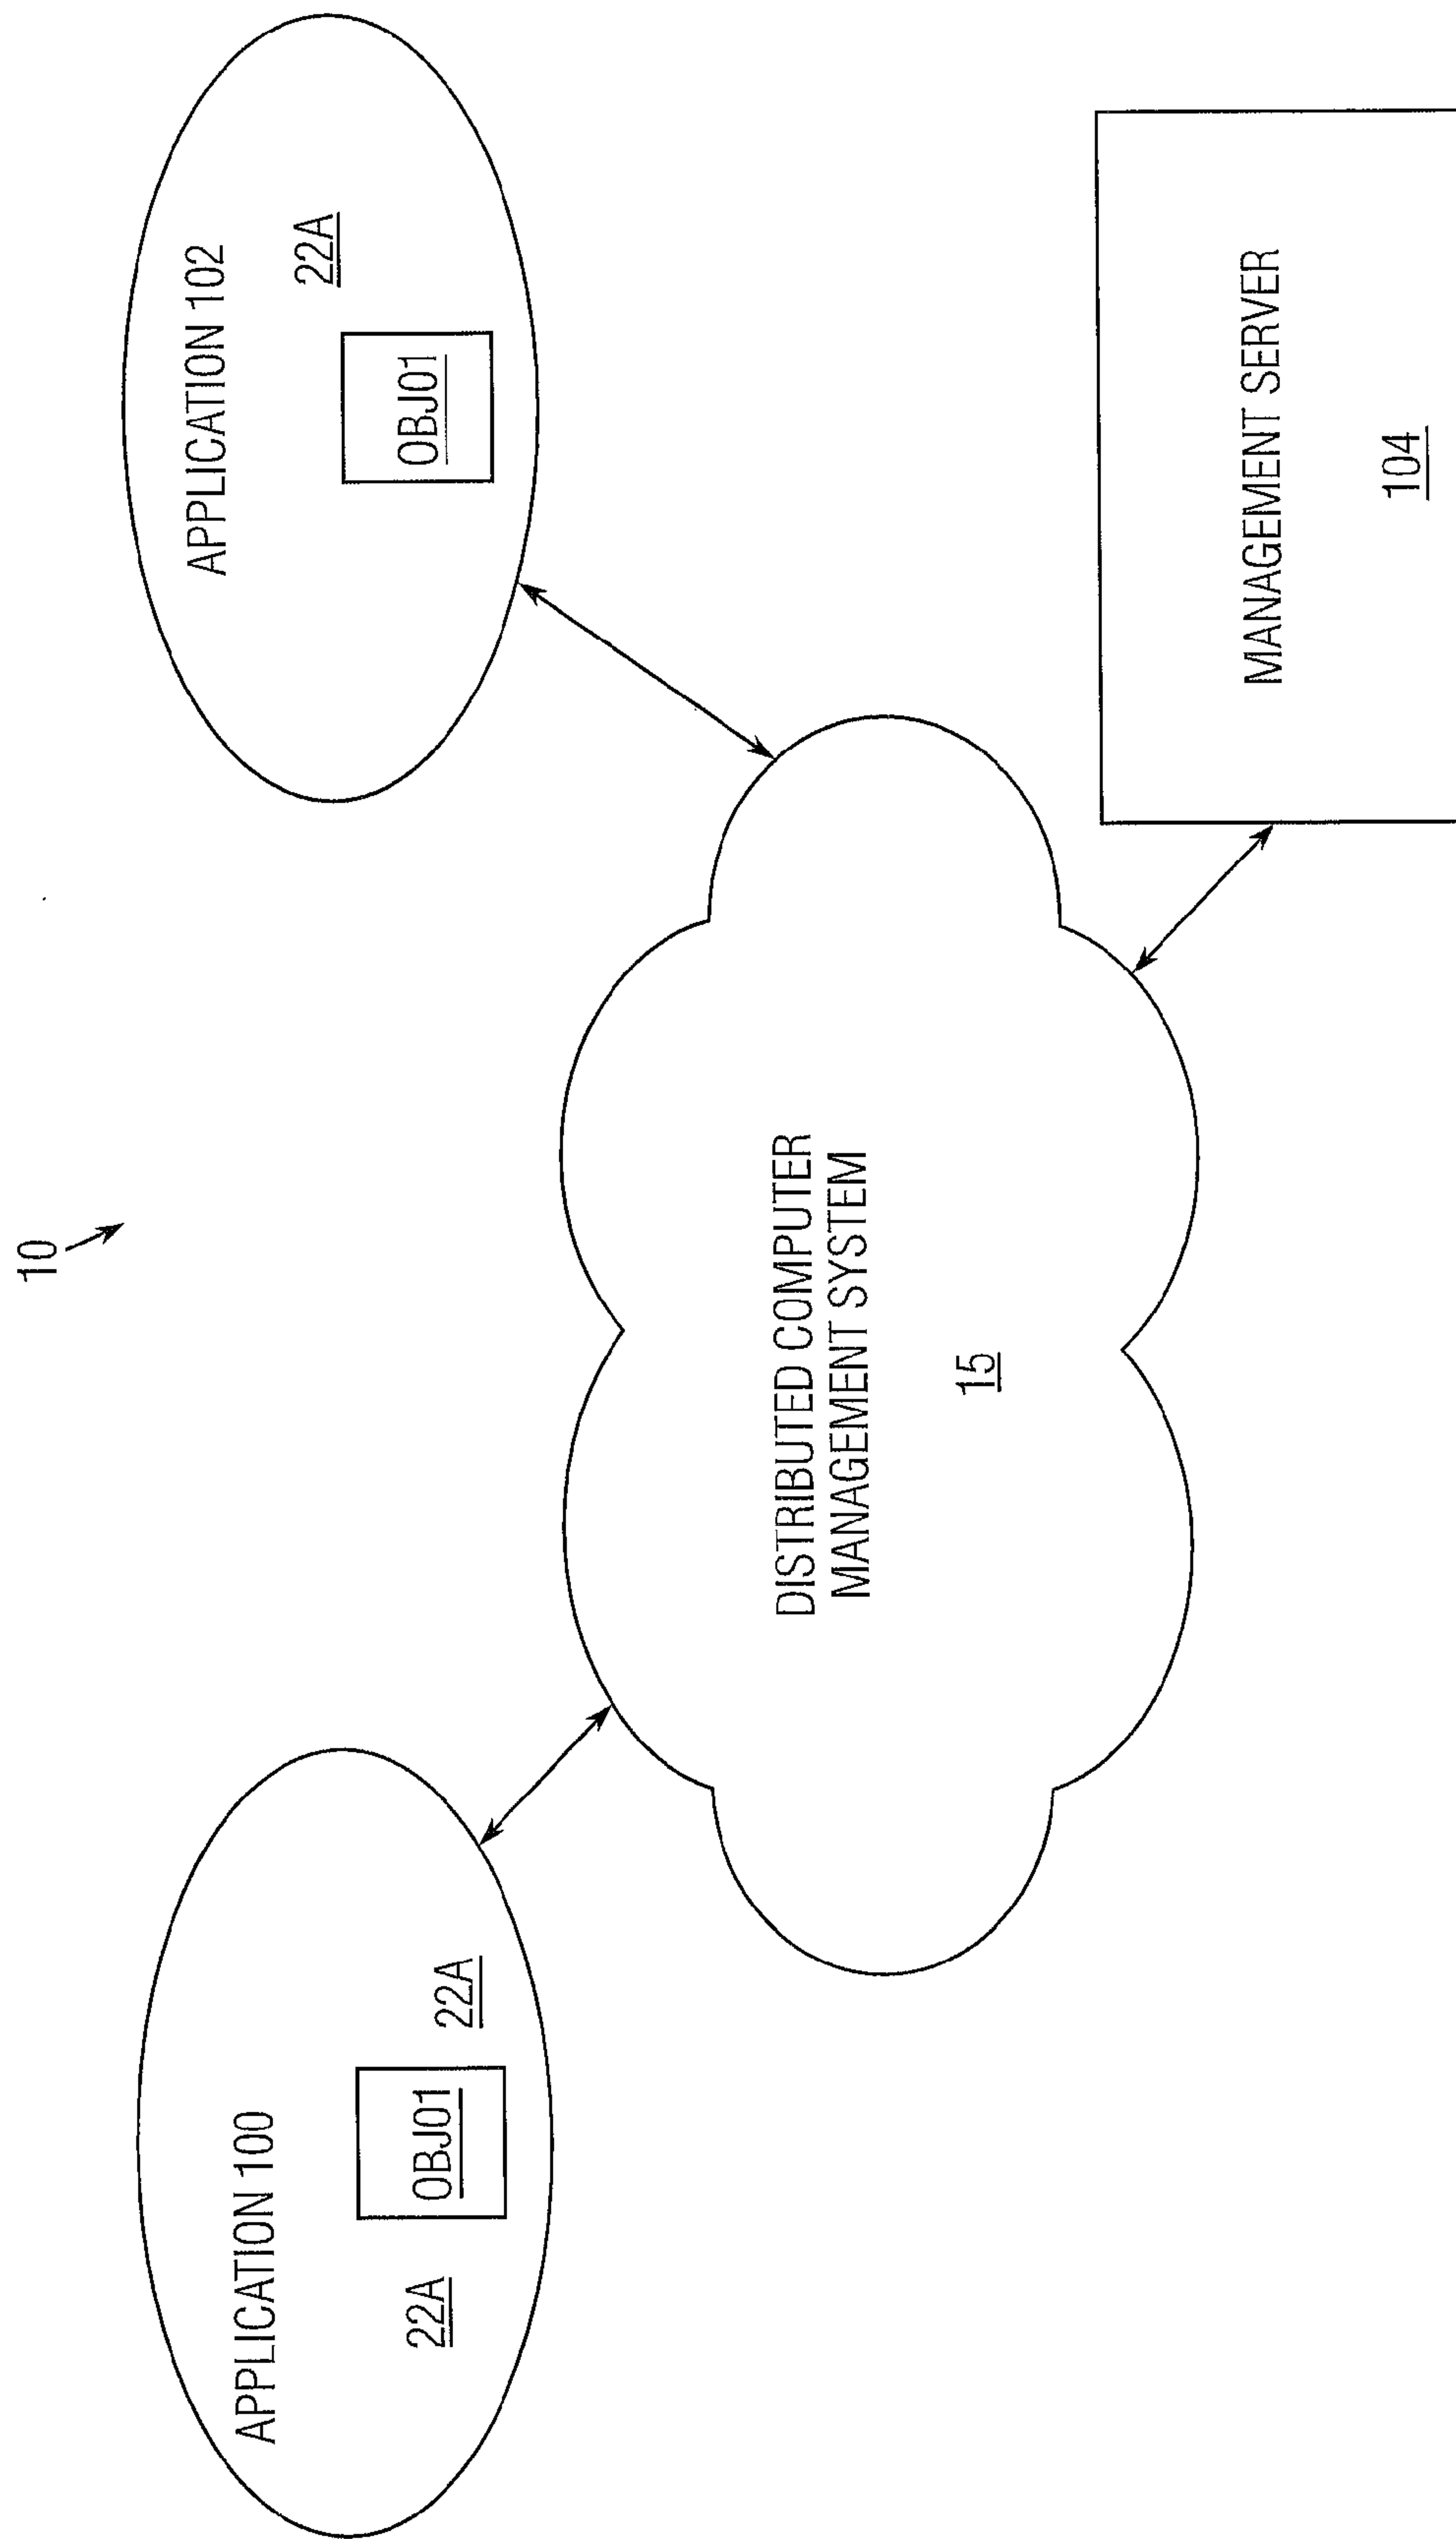 10
APPLICATION 100
22A
OBJ01
22A
APPLICATION 102
22A
OBJ01
DISTRIBUTED COMPUTER
MANAGEMENT SYSTEM
15
MANAGEMENT SERVER
104